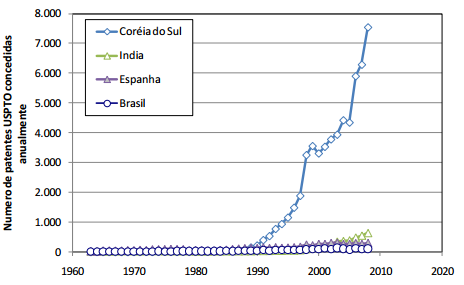 Numero de patentes USPTO concedidas
anualmente
8.000
7.000
6.000
5.000
4.000
3.000
2.000
1.000
0
Coréia do Sul
India
Espanha
Brasil
1960 1970 1980 1990 2000 2010 2020